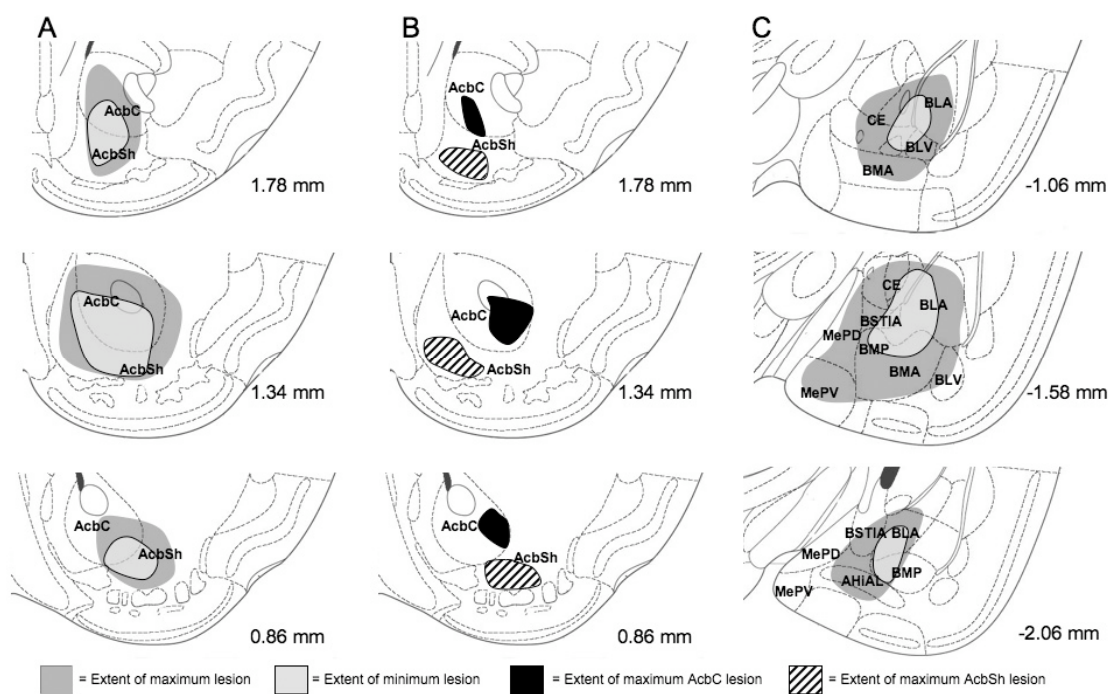 A
B
C
AcbC
AcbSh
1.78 mm
AcbC
AcbSh
1.78 mm
CE
BLA
BLV
BMA
-1.06 mm
AcbC
AcbSh
1.34 mm
AcbC
AcbSh
1.34 mm
CE
BLA
BSTIA
MePD
BMP
BMA
BLV
MePV
-1.58 mm
AcbC
AcbSh
0.86 mm
AcbC
AcbSh
0.86 mm
BSTIA BLA
MePD
BMP
AHiAL
MePV
-2.06 mm
= Extent of maximum lesion
= Extent of minimum lesion
= Extent of maximum AcbC lesion
= Extent of maximum AcbSh lesion